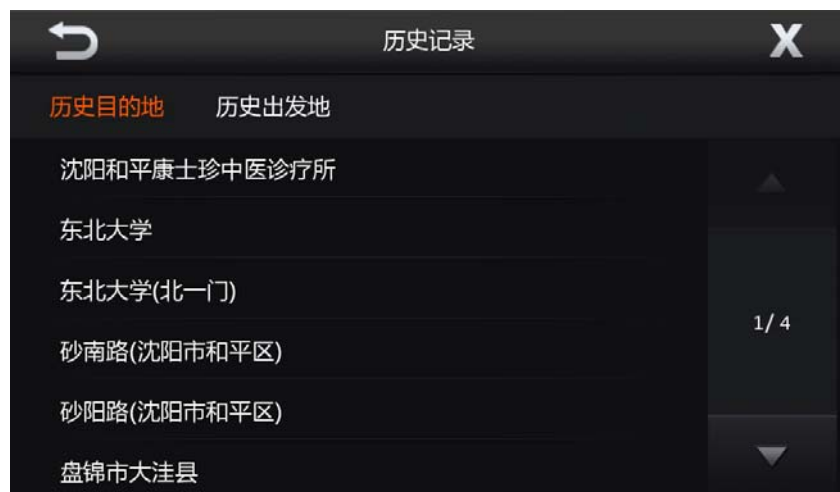 历史记录
X
历史目的地 历史出发地
沈阳和平康士珍中医诊疗所
东北大学
东北大学(北一门)
砂南路(沈阳市和平区)
1/ 4
砂阳路(沈阳市和平区)
盘锦市大洼县